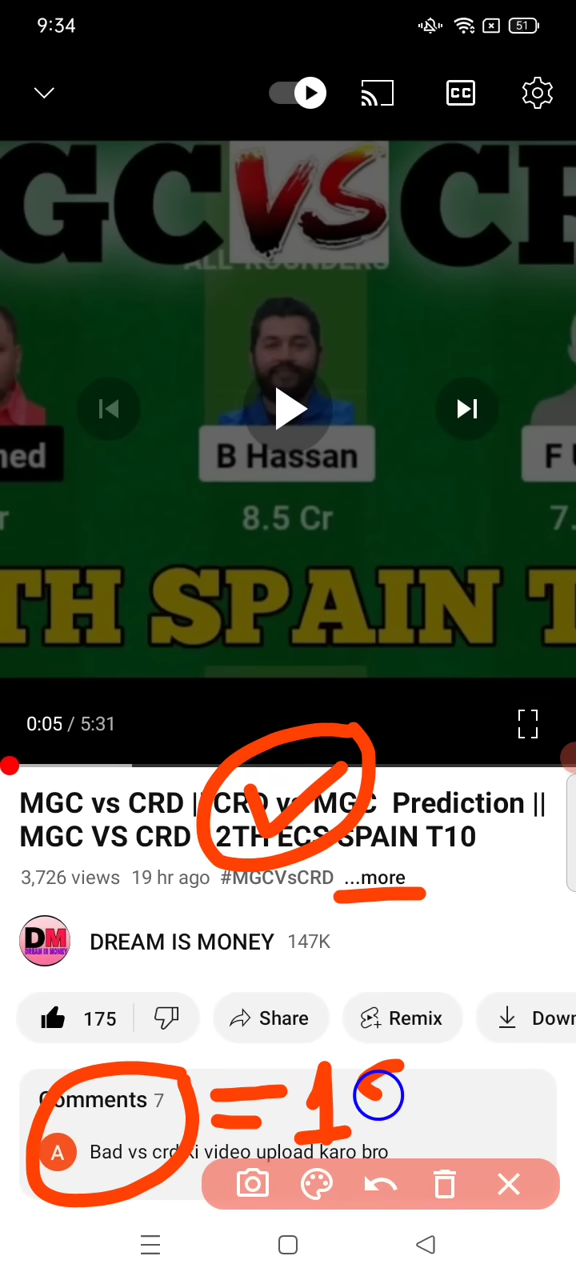 9:34
51
CC
GC VS CR
ALL-ROUNDERS
B Hassan
8.5 Cr
7.
TH SPAIN T
0:05 / 5:31
MGC vs CRD || CRD vs MGC Prediction ||
MGC VS CRD 2TH ECS SPAIN T10
3,726 views 19 hr ago #MGCVsCRD ...more
DM
DREAM IS MONEY
DREAM IS MONEY 147K
175 Share Remix Down
Comments 7
= 1
A Bad vs crd ki video upload karo bro